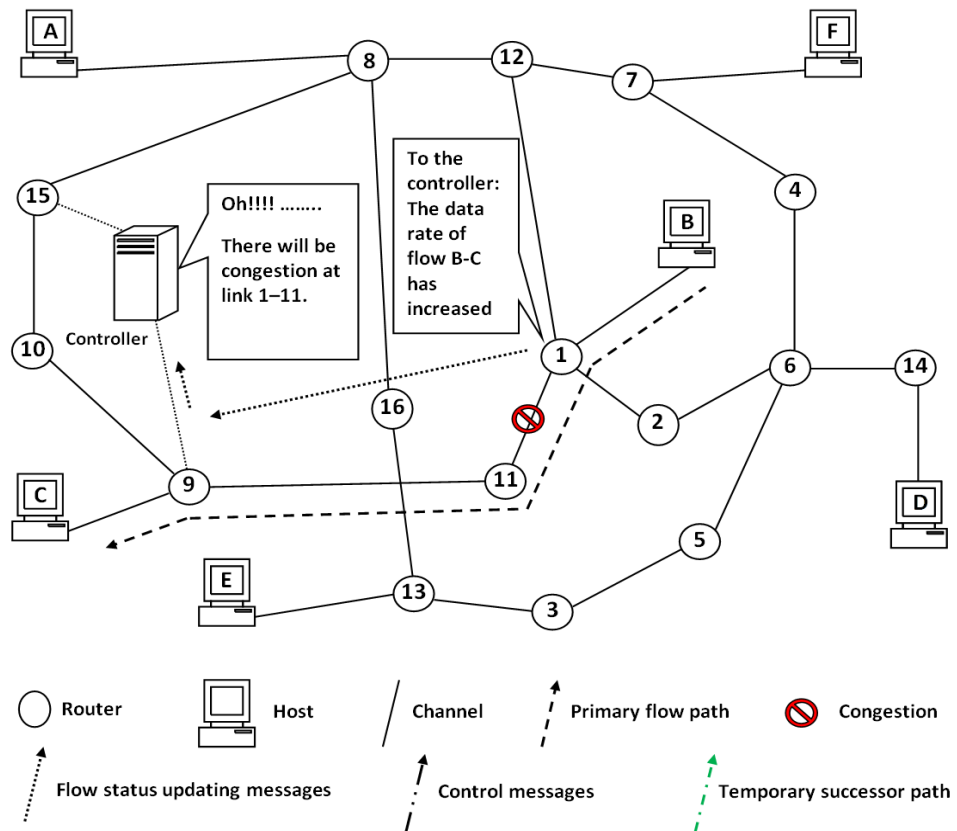 A
8
12
7
F
15
Oh!!!! ........
There will be
congestion at
link 1–11.
To the
controller:
The data
rate of
flow B-C
has
increased
4
B
Controller
10
1
6
14
16
2
9
11
C
D
5
E
13
3
Router
Host
Channel
Primary flow path
Congestion
Flow status updating messages
Control messages
Temporary successor path